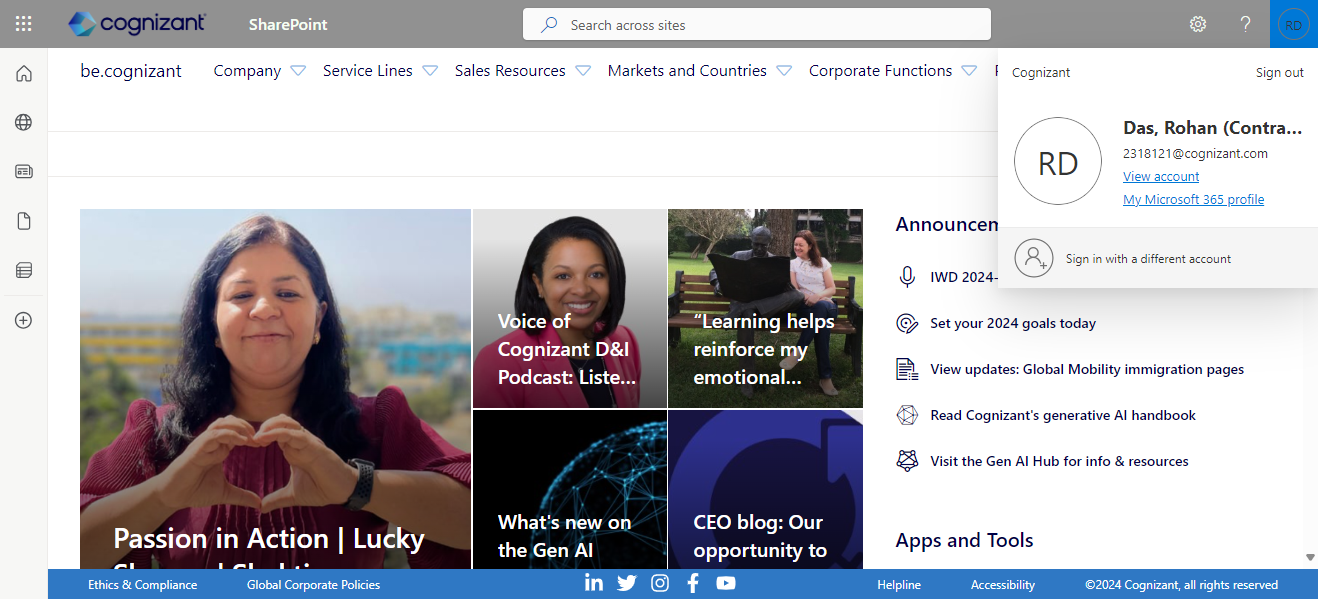 cognizant
SharePoint
Search across sites
?
RD
be.cognizant
Company
Service Lines
Sales Resources
Markets and Countries
Corporate Functions
Cognizant
Sign out
RD
Das, Rohan (Contra...
2318121@cognizant.com
View account
My Microsoft 365 profile
Sign in with a different account
Voice of
Cognizant D&I
Podcast: Liste...
“Learning helps
reinforce my
emotional...
What's new on
the Gen AI
CEO blog: Our
opportunity to
Passion in Action | Lucky
Announcem
IWD 2024-
Set your 2024 goals today
View updates: Global Mobility immigration pages
Read Cognizant's generative AI handbook
Visit the Gen AI Hub for info & resources
Apps and Tools
Ethics & Compliance
Global Corporate Policies
in
Helpline
Accessibility
©2024 Cognizant, all rights reserved